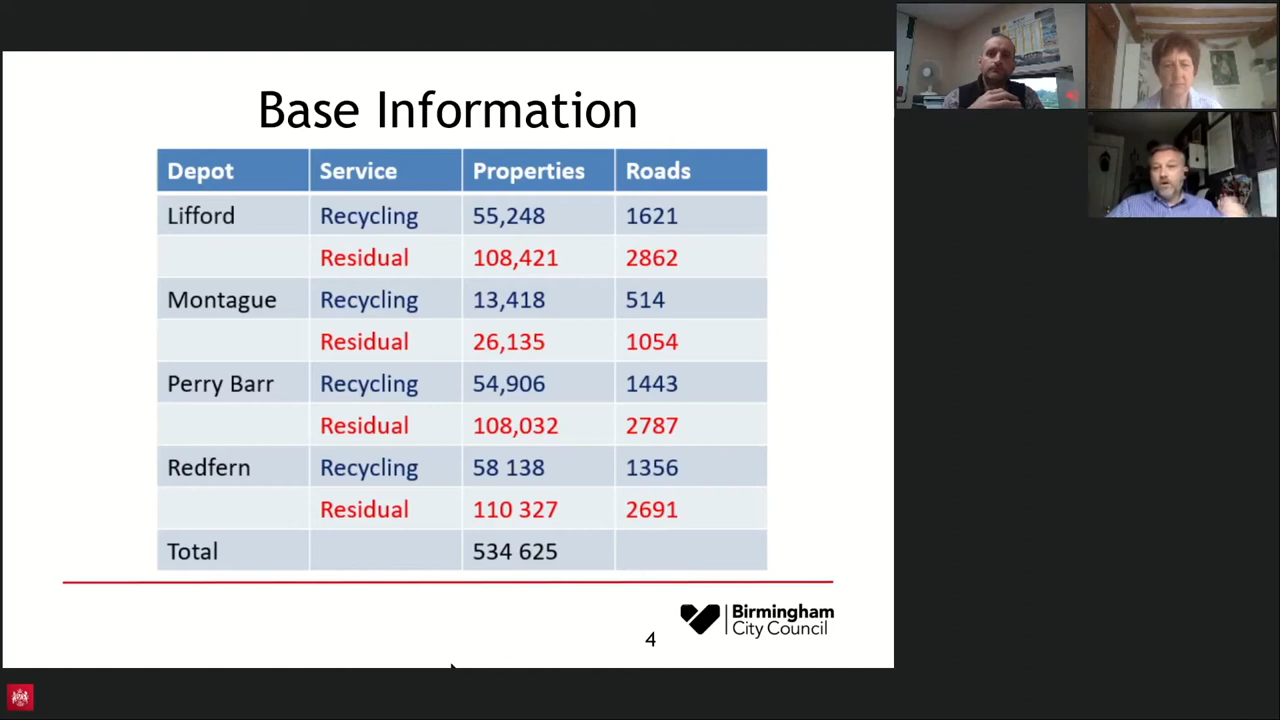 Base Information
Depot Service Properties Roads
Lifford Recycling 55,248 1621
Residual 108,421 2862
Montague Recycling 13,418 514
Residual 26,135 1054
Perry Barr Recycling 54,906 1443
Residual 108,032 2787
Redfern Recycling 58 138 1356
Residual 110 327 2691
Total 534 625
4
Birmingham
City Council